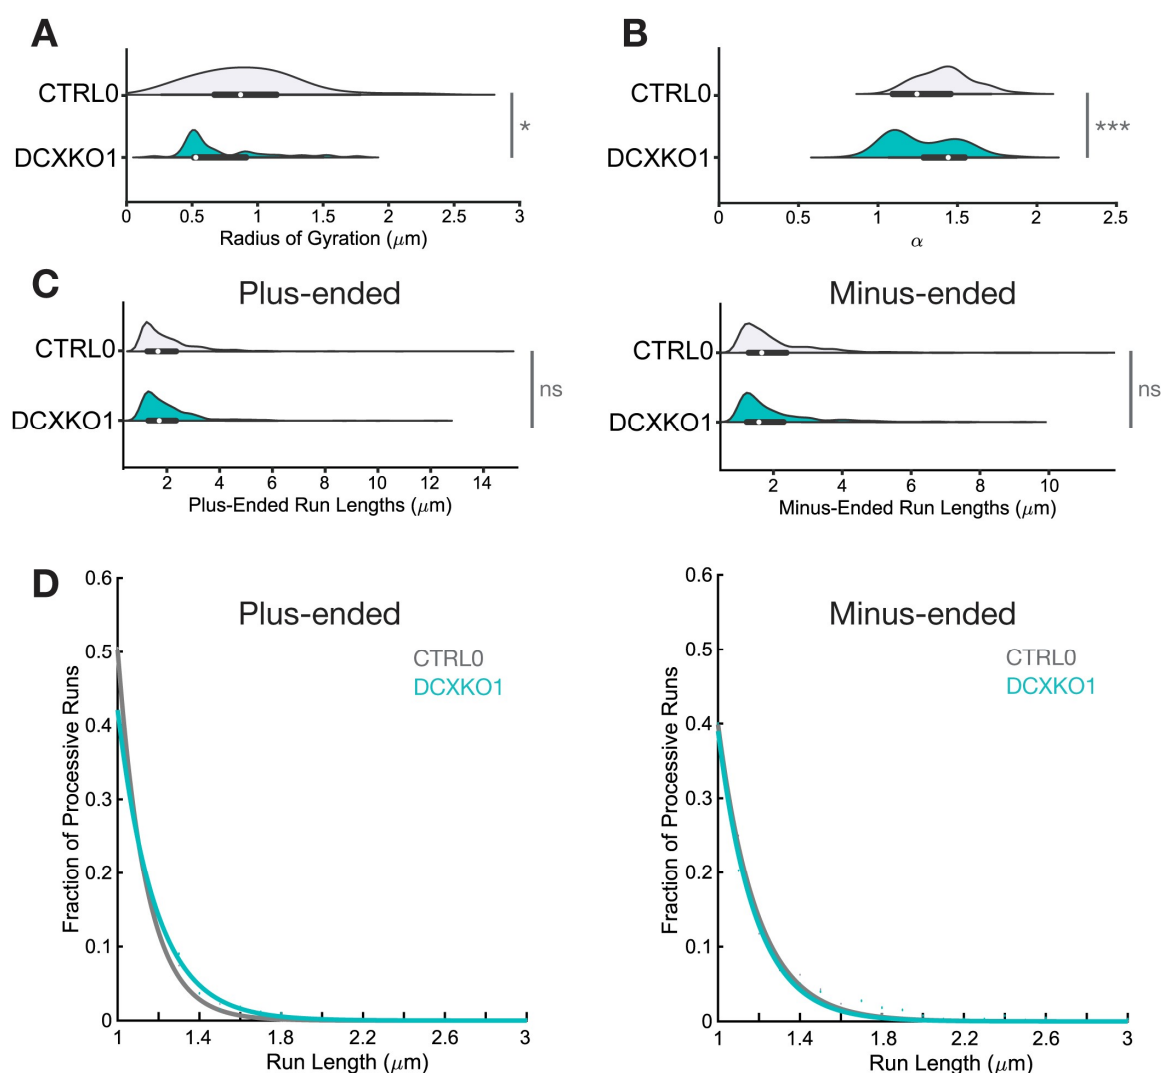 A
CTRL0
DCXKO1
*
0 0.5 1 1.5 2 2.5 3
Radius of Gyration (μm)
B
CTRL0
DCXKO1
***
0 0.5 1 1.5 2 2.5
α
C
Plus-ended
CTRL0
DCXKO1
ns
2 4 6 8 10 12 14
Plus-Ended Run Lengths (μm)
Minus-ended
CTRL0
DCXKO1
ns
2 4 6 8 10
Minus-Ended Run Lengths (μm)
D
Plus-ended
CTRL0
DCXKO1
Fraction of Processive Runs
0.6
0.5
0.4
0.3
0.2
0.1
0
1 1.4 1.8 2.2 2.6 3
Run Length (μm)
Minus-ended
CTRL0
DCXKO1
Fraction of Processive Runs
0.6
0.5
0.4
0.3
0.2
0.1
0
1 1.4 1.8 2.2 2.6 3
Run Length (μm)